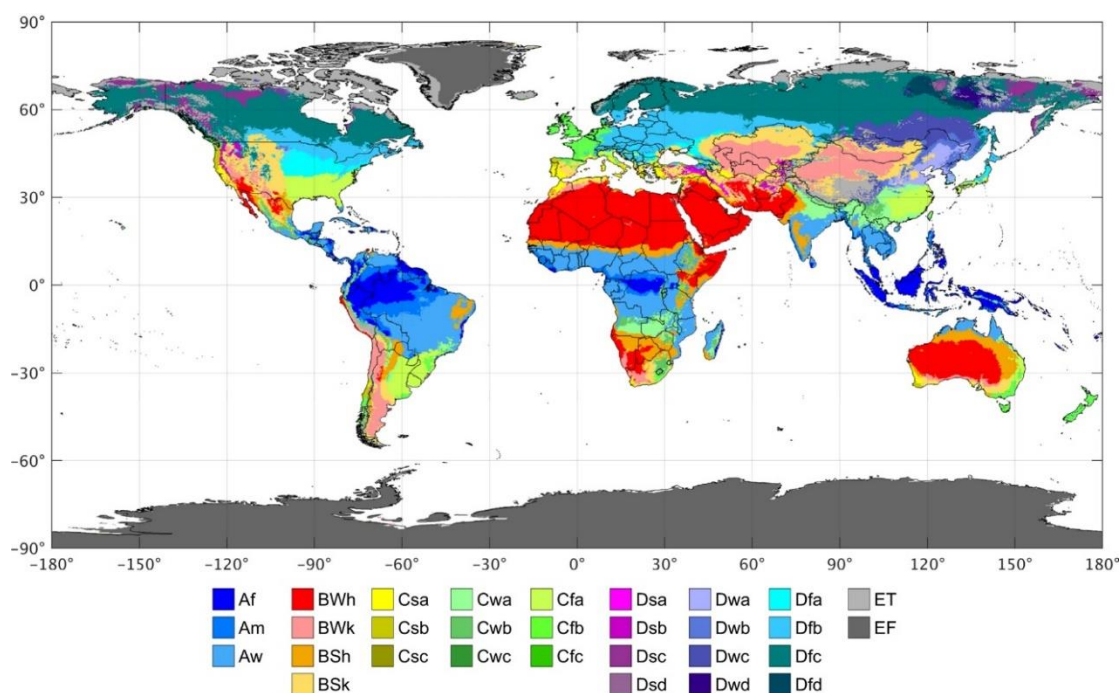 90°
60°
30°
0°
−30°
−60°
−90°
−180° −150° −120° −90° −60° −30° 0° 30° 60° 90° 120° 150° 180°
Af BWh Csa Cwa Cfa Dsa Dwa Dfa ET
Am BWk Csb Cwb Cfb Dsb Dwb Dfb EF
Aw BSh Csc Cwc Cfc Dsc Dwc Dfc
BSk Dsd Dwd Dfd